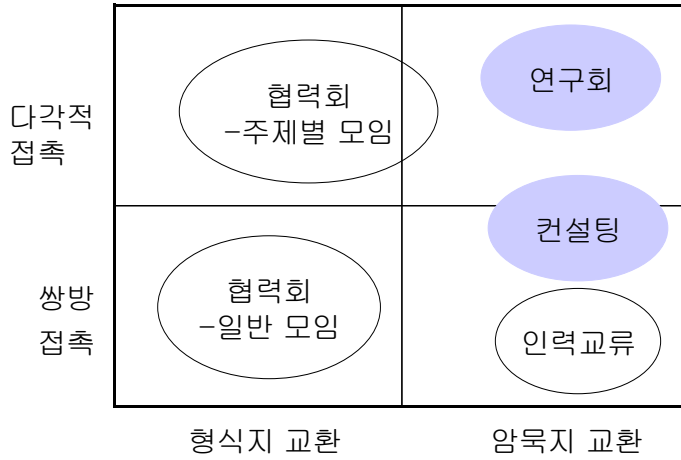 다각적
접촉
협력회
-주제별 모임
연구회
컨설팅
쌍방
접촉
협력회
-일반 모임
인력교류
형식지 교환
암묵지 교환